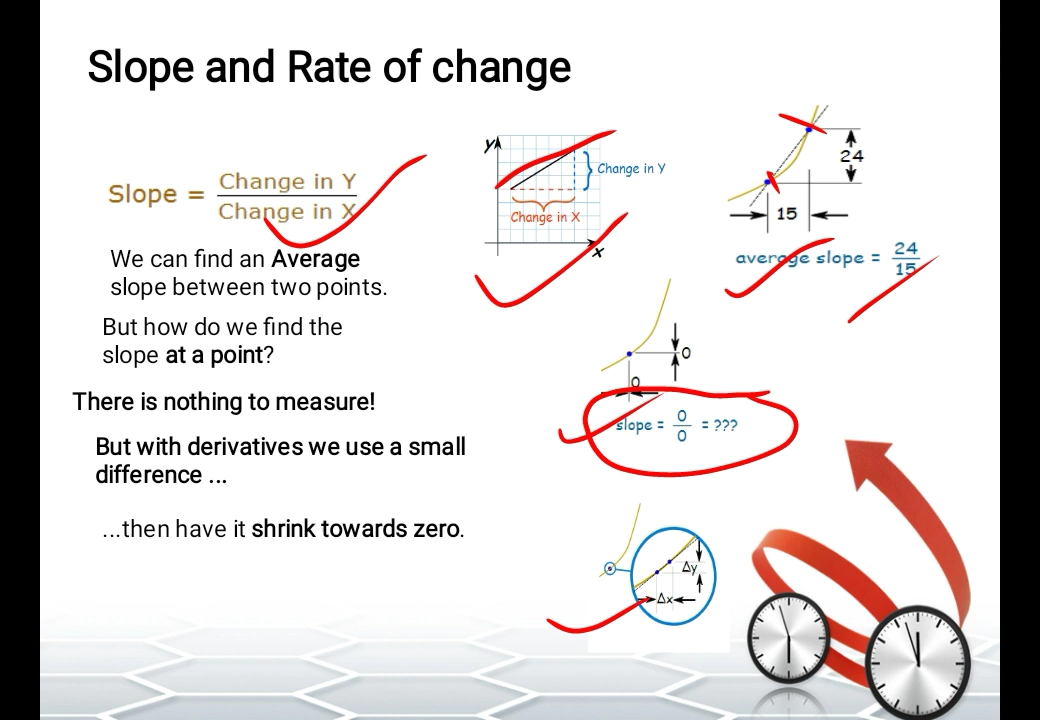 Slope and Rate of change
Slope = Change in Y / Change in X
We can find an Average
slope between two points.
But how do we find the
slope at a point?
There is nothing to measure!
But with derivatives we use a small
difference ...
...then have it shrink towards zero.
Y
Change in Y
Change in X
X
24
15
average slope = 24/15
0
0
slope = 0/0 = ???
Δy
Δx